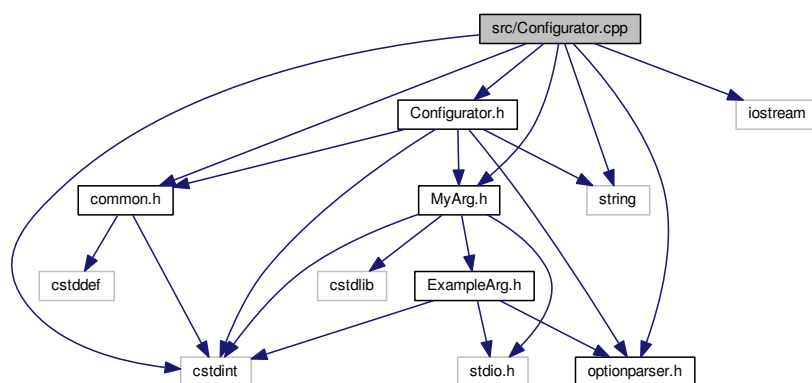 src/Configurator.cpp
Configurator.h
iostream
common.h
MyArg.h
string
cstddef
cstdlib
ExampleArg.h
cstdint
stdio.h
optionparser.h